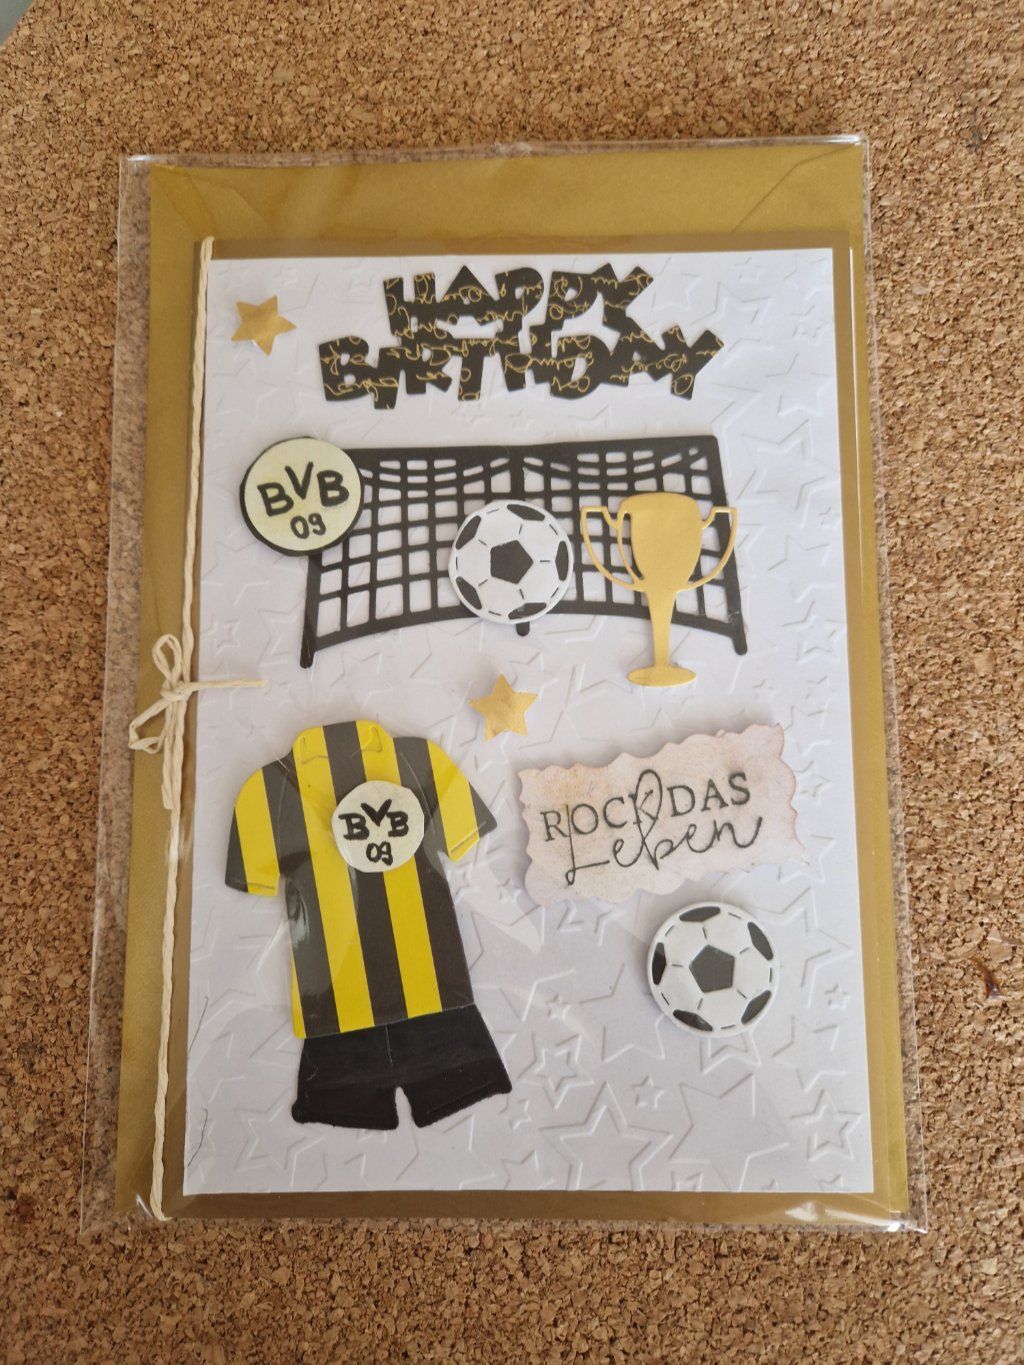 HAPPY
BIRTHDAY
BVB
09
BVB
09
ROCK DAS
Leben